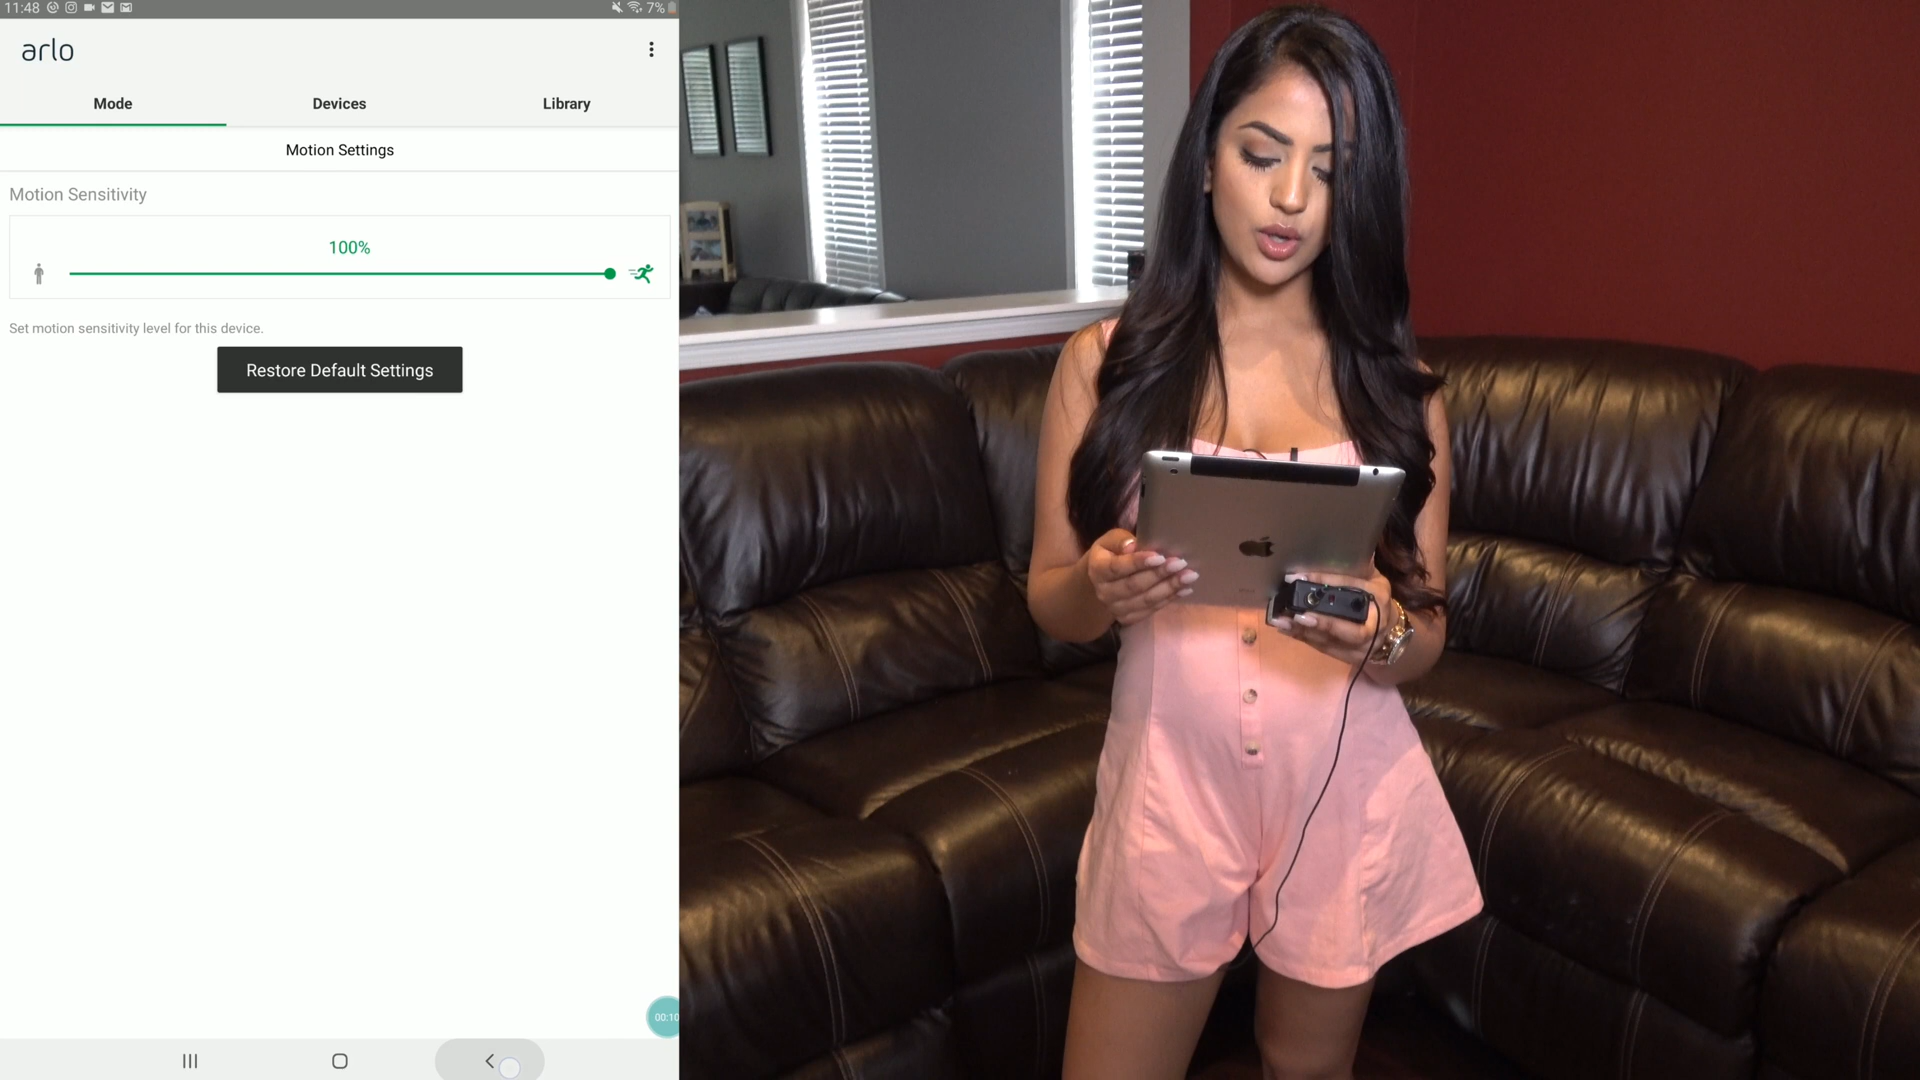 11:48
7%
arlo
Mode
Devices
Library
Motion Settings
Motion Sensitivity
100%
Set motion sensitivity level for this device.
Restore Default Settings
00:10